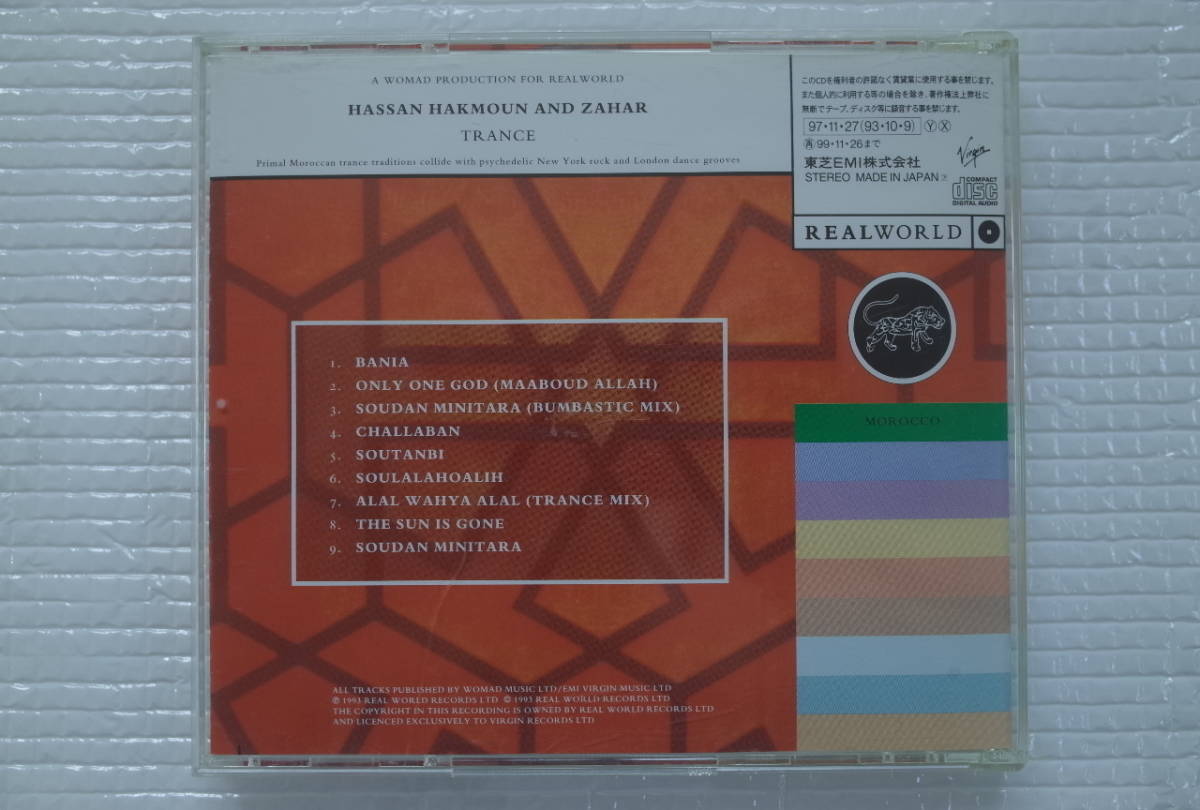 A WOMAD PRODUCTION FOR REALWORLD
HASSAN HAKMOUN AND ZAHAR
TRANCE
Primal Moroccan trance traditions collide with psychedelic New York rock and London dance grooves
このCDを権利者の許諾なく賃貸業に使用する事を禁じます。
また個人的に利用する等の場合を除き、著作権法上弊社に
無断でテープ、ディスク等に録音する事を禁じます。
97・11・27(93・10・9) Ⓨ Ⓧ
㊢99・11・26まで
東芝EMI株式会社
STEREO MADE IN JAPAN
Virgin
COMPACT
disc
DIGITAL AUDIO
REALWORLD
1. BANIA
2. ONLY ONE GOD (MAABOUD ALLAH)
3. SOUDAN MINITARA (BUMBASTIC MIX)
4. CHALLABAN
5. SOUTANBI
6. SOULALAHOALIH
7. ALAL WAHYA ALAL (TRANCE MIX)
8. THE SUN IS GONE
9. SOUDAN MINITARA
MOROCCO
ALL TRACKS PUBLISHED BY WOMAD MUSIC LTD/EMI VIRGIN MUSIC LTD
℗ 1993 REAL WORLD RECORDS LTD © 1993 REAL WORLD RECORDS LTD
THE COPYRIGHT IN THIS RECORDING IS OWNED BY REAL WORLD RECORDS LTD
AND LICENCED EXCLUSIVELY TO VIRGIN RECORDS LTD